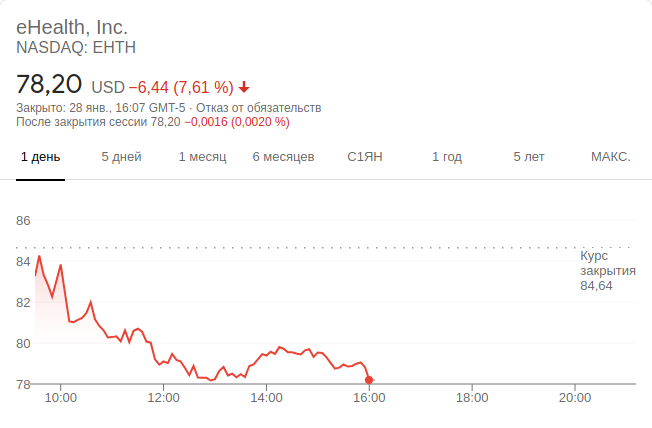 eHealth, Inc.
NASDAQ: EHTH
78,20 USD −6,44 (7,61 %)
Закрыто: 28 янв., 16:07 GMT-5 · Отказ от обязательств
После закрытия сессии 78,20 −0,0016 (0,0020 %)
1 день 5 дней 1 месяц 6 месяцев С1ЯН 1 год 5 лет МАКС.
86
84
82
80
78
Курс
закрытия
84,64
10:00 12:00 14:00 16:00 18:00 20:00